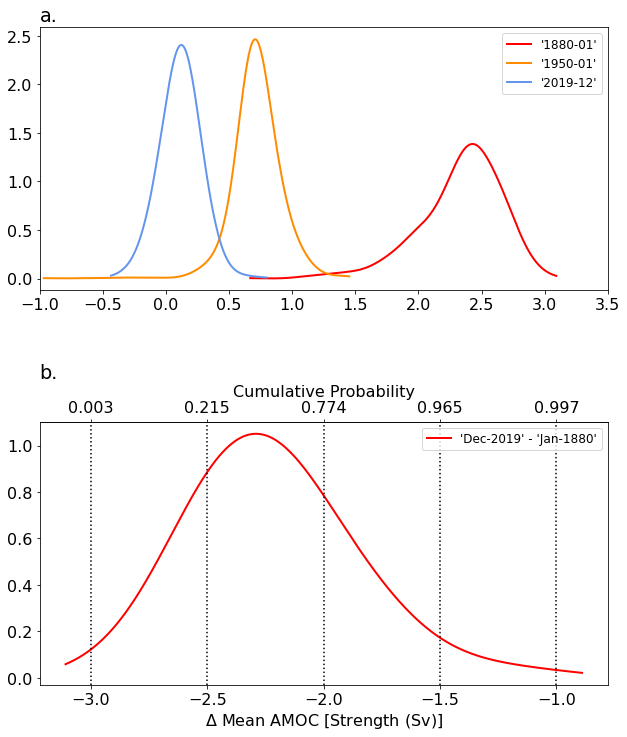 a.
2.5
2.0
1.5
1.0
0.5
0.0
'1880-01'
'1950-01'
'2019-12'
−1.0 −0.5 0.0 0.5 1.0 1.5 2.0 2.5 3.0 3.5
b.
Cumulative Probability
0.003 0.215 0.774 0.965 0.997
1.0
0.8
0.6
0.4
0.2
0.0
'Dec-2019' - 'Jan-1880'
−3.0 −2.5 −2.0 −1.5 −1.0
Δ Mean AMOC [Strength (Sv)]